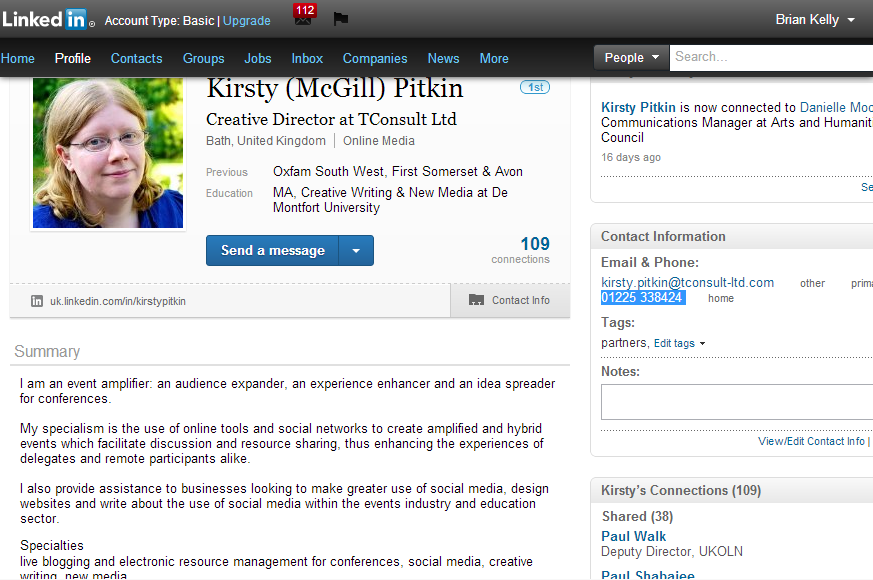 Linked in® Account Type: Basic | Upgrade 112 Brian Kelly
Home Profile Contacts Groups Jobs Inbox Companies News More People Search...
Kirsty (McGill) Pitkin 1st
Creative Director at TConsult Ltd
Bath, United Kingdom | Online Media
Previous Oxfam South West, First Somerset & Avon
Education MA, Creative Writing & New Media at De
Montfort University
Send a message
109
connections
uk.linkedin.com/in/kirstypitkin Contact Info
Summary
I am an event amplifier: an audience expander, an experience enhancer and an idea spreader
for conferences.
My specialism is the use of online tools and social networks to create amplified and hybrid
events which facilitate discussion and resource sharing, thus enhancing the experiences of
delegates and remote participants alike.
I also provide assistance to businesses looking to make greater use of social media, design
websites and write about the use of social media within the events industry and education
sector.
Specialties
live blogging and electronic resource management for conferences, social media, creative
writing, new media
Kirsty Pitkin is now connected to Danielle Moo
Communications Manager at Arts and Humanit
Council
16 days ago
Se
Contact Information
Email & Phone:
kirsty.pitkin@tconsult-ltd.com other prima
01225 338424 home
Tags:
partners, Edit tags
Notes:
View/Edit Contact Info |
Kirsty's Connections (109)
Shared (38)
Paul Walk
Deputy Director, UKOLN
Paul Shabajee